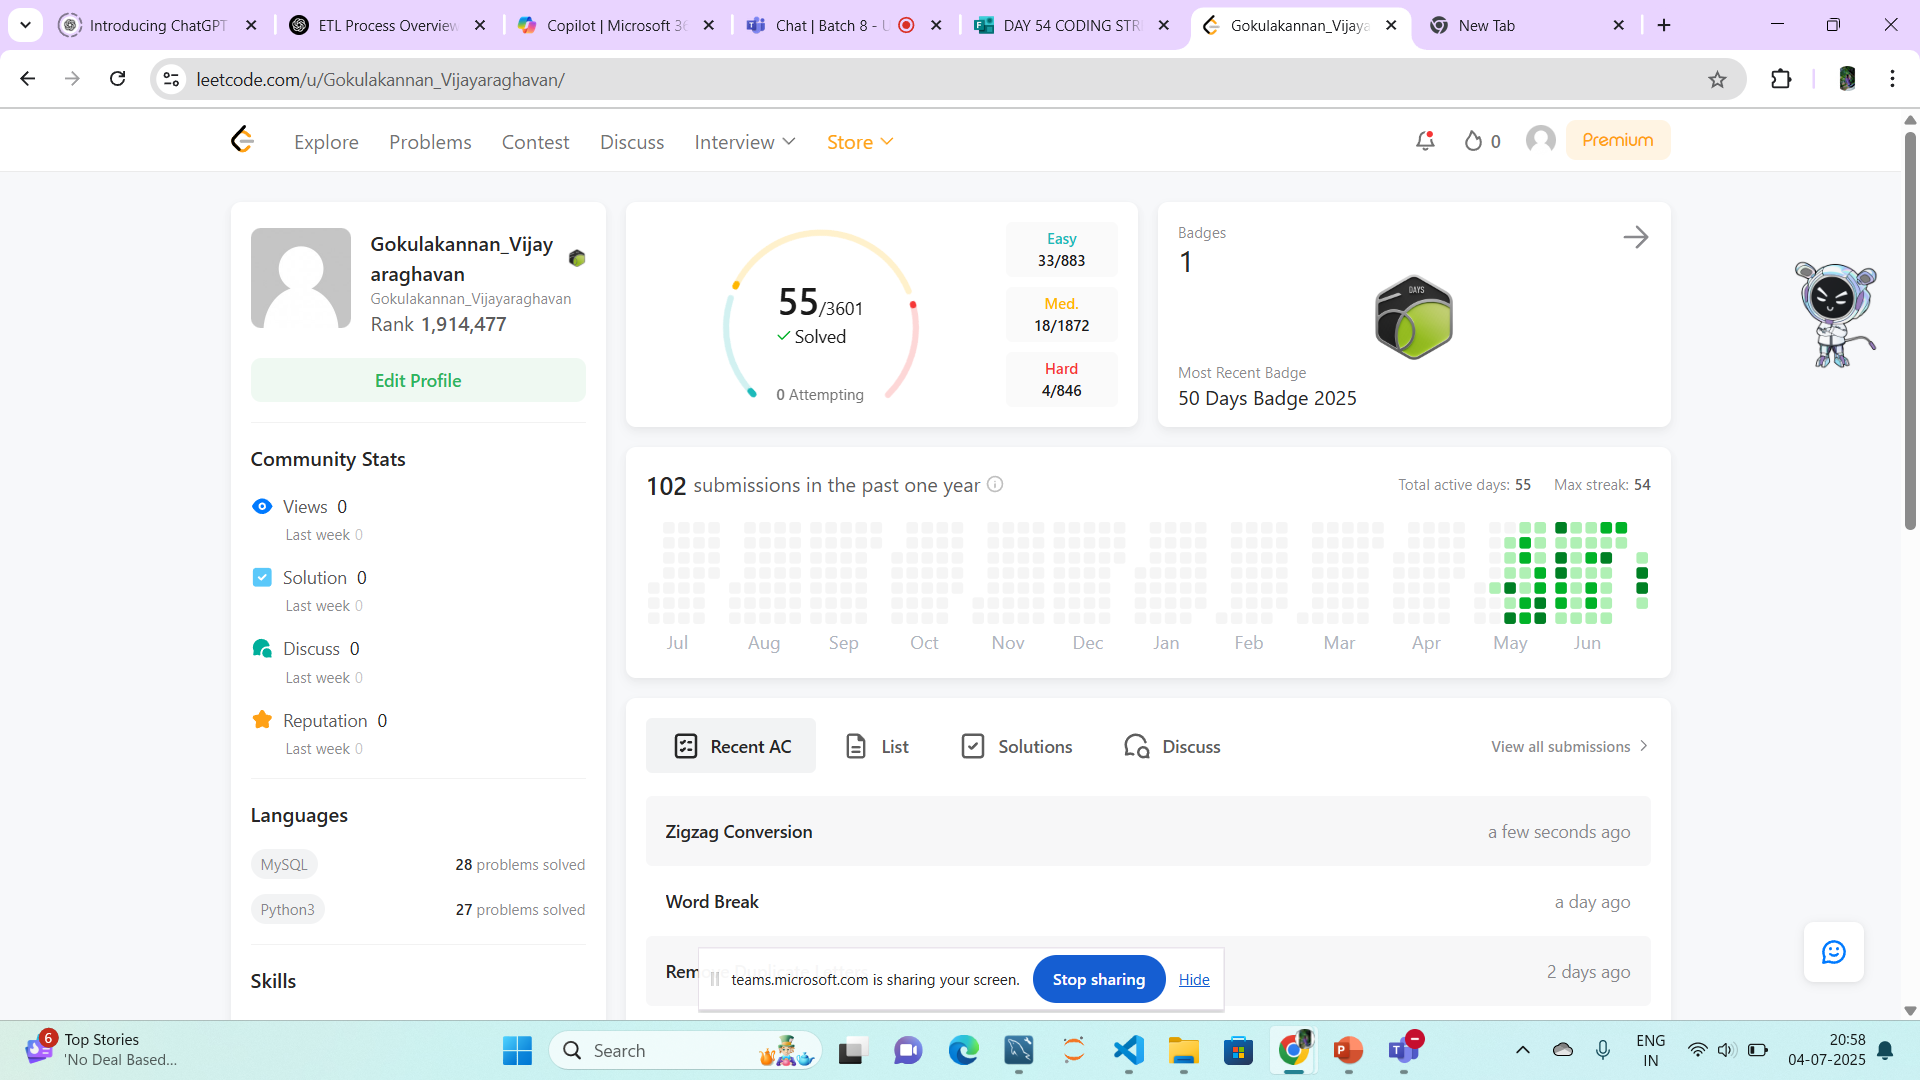 Introducing ChatGPT
ETL Process Overview
Copilot | Microsoft 36
Chat | Batch 8 - U
DAY 54 CODING STR
Gokulakannan_Vijaya
New Tab
leetcode.com/u/Gokulakannan_Vijayaraghavan/
Explore
Problems
Contest
Discuss
Interview
Store
0
Premium
Gokulakannan_Vijay
araghavan
Gokulakannan_Vijayaraghavan
Rank 1,914,477
Edit Profile
Community Stats
Views 0
Last week 0
Solution 0
Last week 0
Discuss 0
Last week 0
Reputation 0
Last week 0
Languages
MySQL
28 problems solved
Python3
27 problems solved
Skills
55/3601
Solved
0 Attempting
Easy
33/883
Med.
18/1872
Hard
4/846
Badges
1
DAYS
Most Recent Badge
50 Days Badge 2025
102 submissions in the past one year
Total active days: 55
Max streak: 54
Jul
Aug
Sep
Oct
Nov
Dec
Jan
Feb
Mar
Apr
May
Jun
Recent AC
List
Solutions
Discuss
View all submissions
Zigzag Conversion
a few seconds ago
Word Break
a day ago
2 days ago
teams.microsoft.com is sharing your screen.
Stop sharing
Hide
6
Top Stories
'No Deal Based...
Search
ENG
IN
20:58
04-07-2025